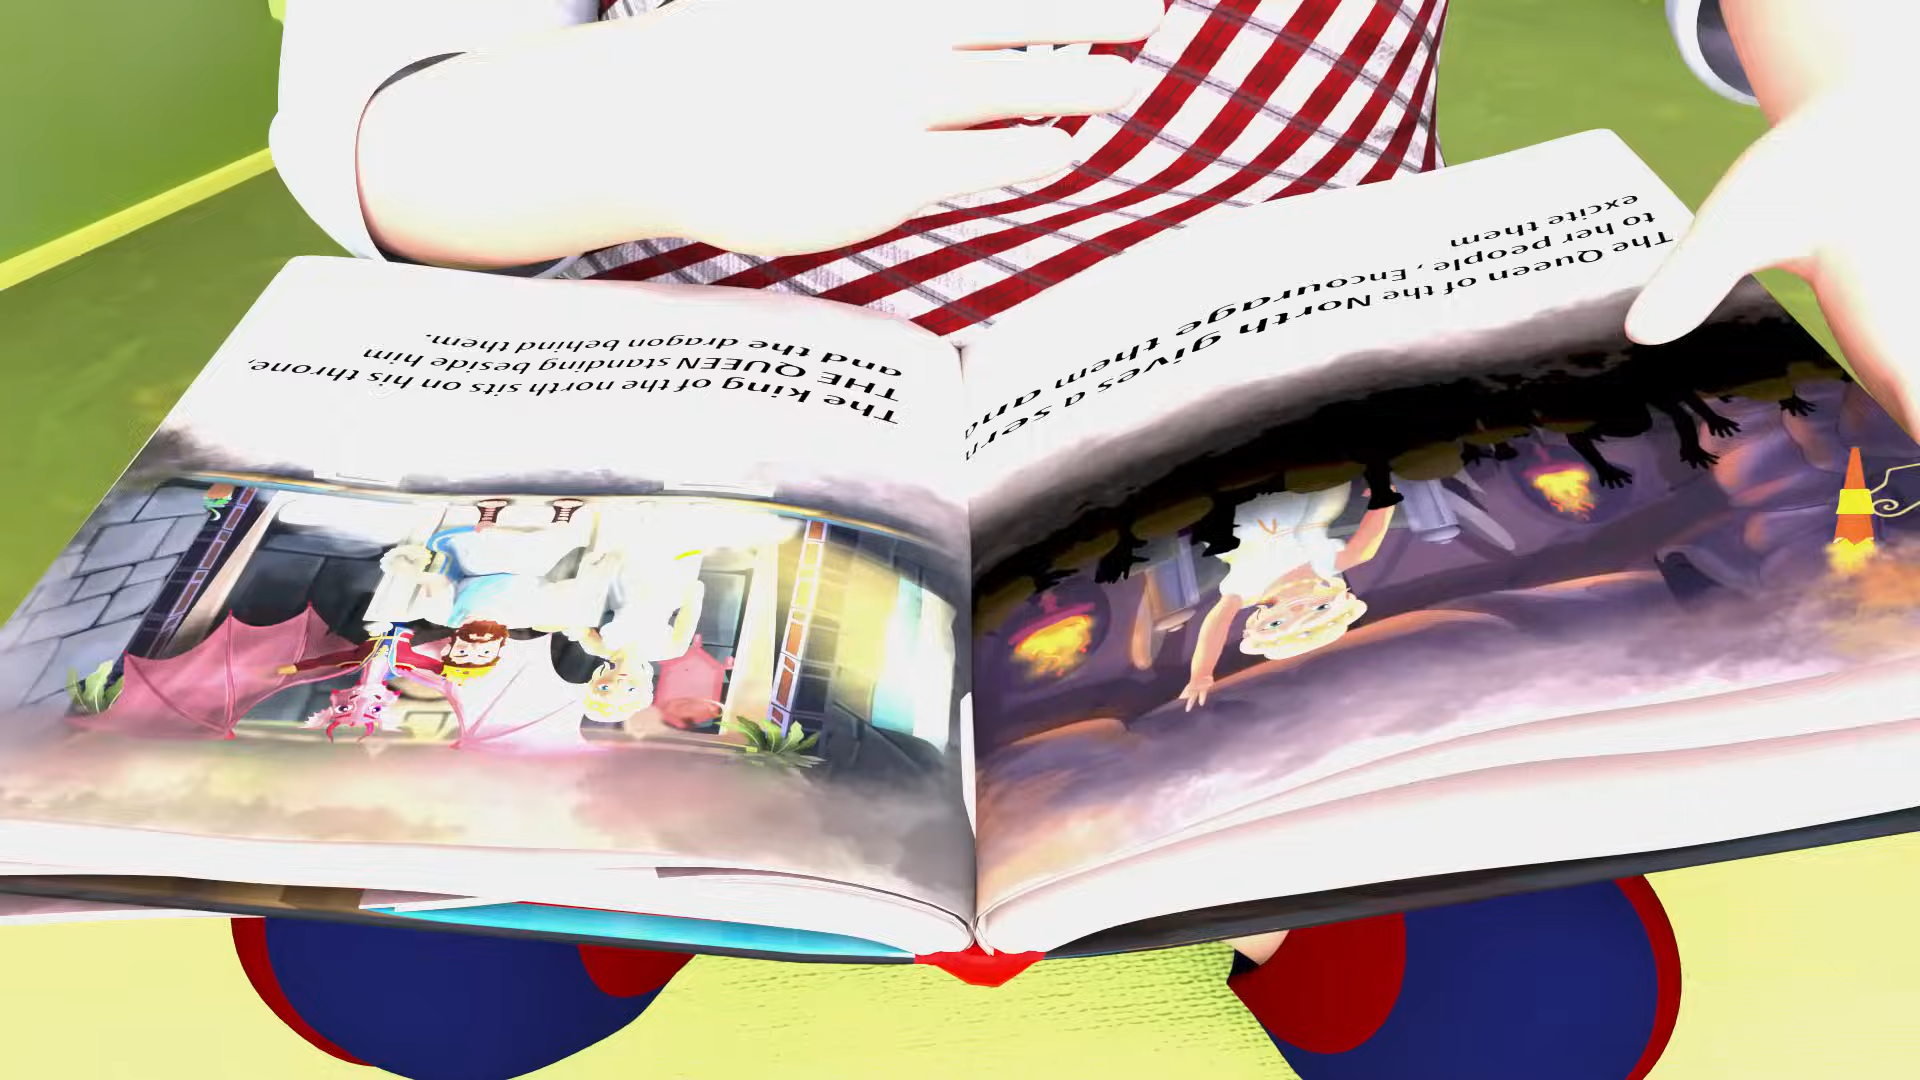 The Queen of the North gives a
to her people , Encourage them and
excite them
The king of the north sits on his throne,
THE QUEEN standing beside him
and the dragon behind them.